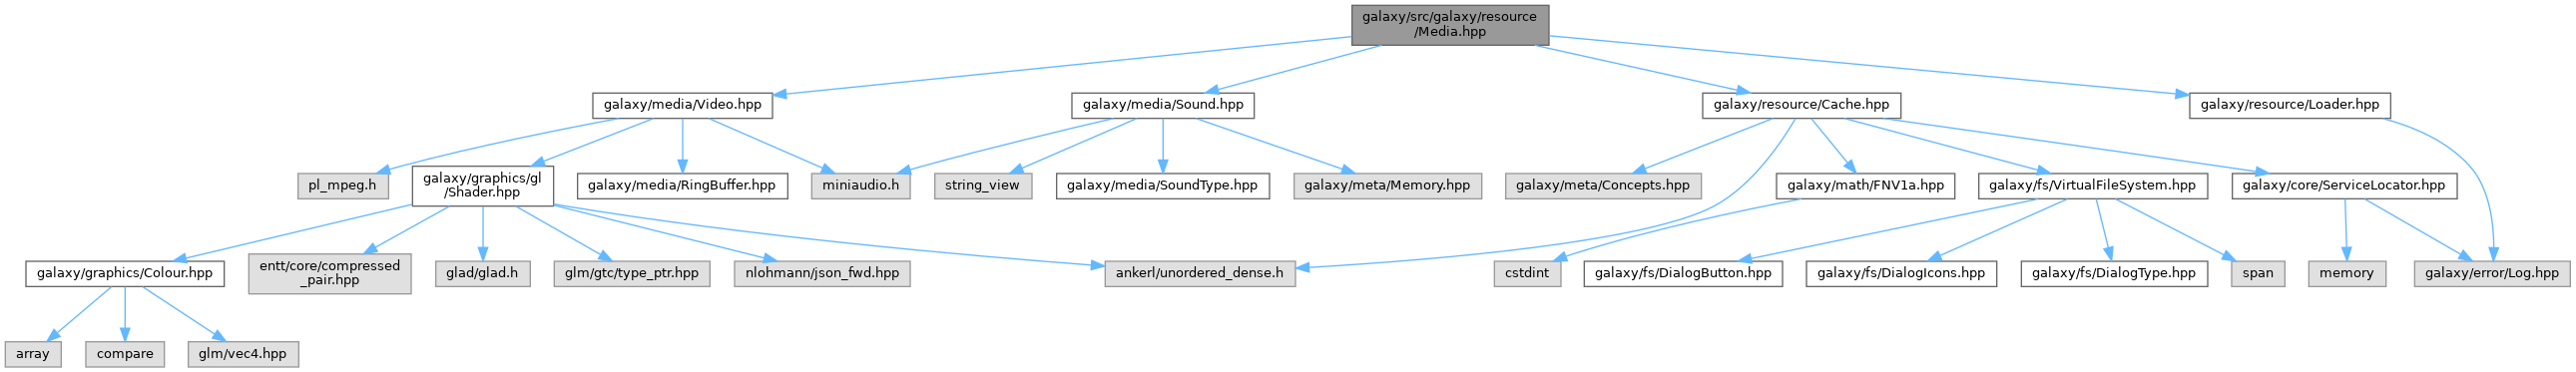 galaxy/src/galaxy/resource
/Media.hpp
galaxy/media/Video.hpp
galaxy/media/Sound.hpp
galaxy/resource/Cache.hpp
galaxy/resource/Loader.hpp
pl_mpeg.h
galaxy/graphics/gl
/Shader.hpp
galaxy/media/RingBuffer.hpp
miniaudio.h
string_view
galaxy/media/SoundType.hpp
galaxy/meta/Memory.hpp
galaxy/meta/Concepts.hpp
galaxy/math/FNV1a.hpp
galaxy/fs/VirtualFileSystem.hpp
galaxy/core/ServiceLocator.hpp
galaxy/graphics/Colour.hpp
entt/core/compressed
_pair.hpp
glad/glad.h
glm/gtc/type_ptr.hpp
nlohmann/json_fwd.hpp
ankerl/unordered_dense.h
cstdint
galaxy/fs/DialogButton.hpp
galaxy/fs/DialogIcons.hpp
galaxy/fs/DialogType.hpp
span
memory
galaxy/error/Log.hpp
array
compare
glm/vec4.hpp